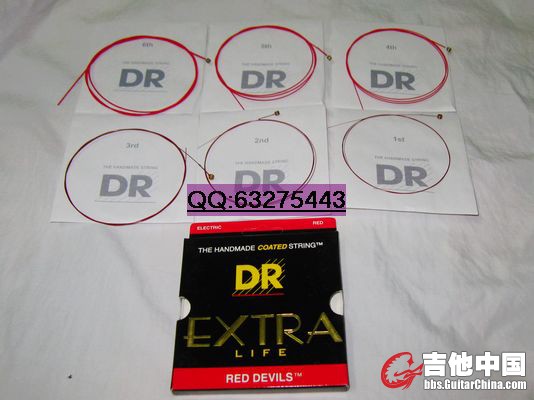 6th
5th
4th
THE HANDMADE STRING
THE HANDMADE STRING
THE HANDMADE STRING
DR
DR
DR
3rd
2nd
1st
THE HANDMADE STRING
THE HANDMADE STRING
THE HANDMADE STRING
DR
DR
DR
QQ:63275443
ELECTRIC
RED
THE HANDMADE COATED STRING™
DR
EXTRA
LIFE
RED DEVILS™
吉他中国
bbs.GuitarChina.com